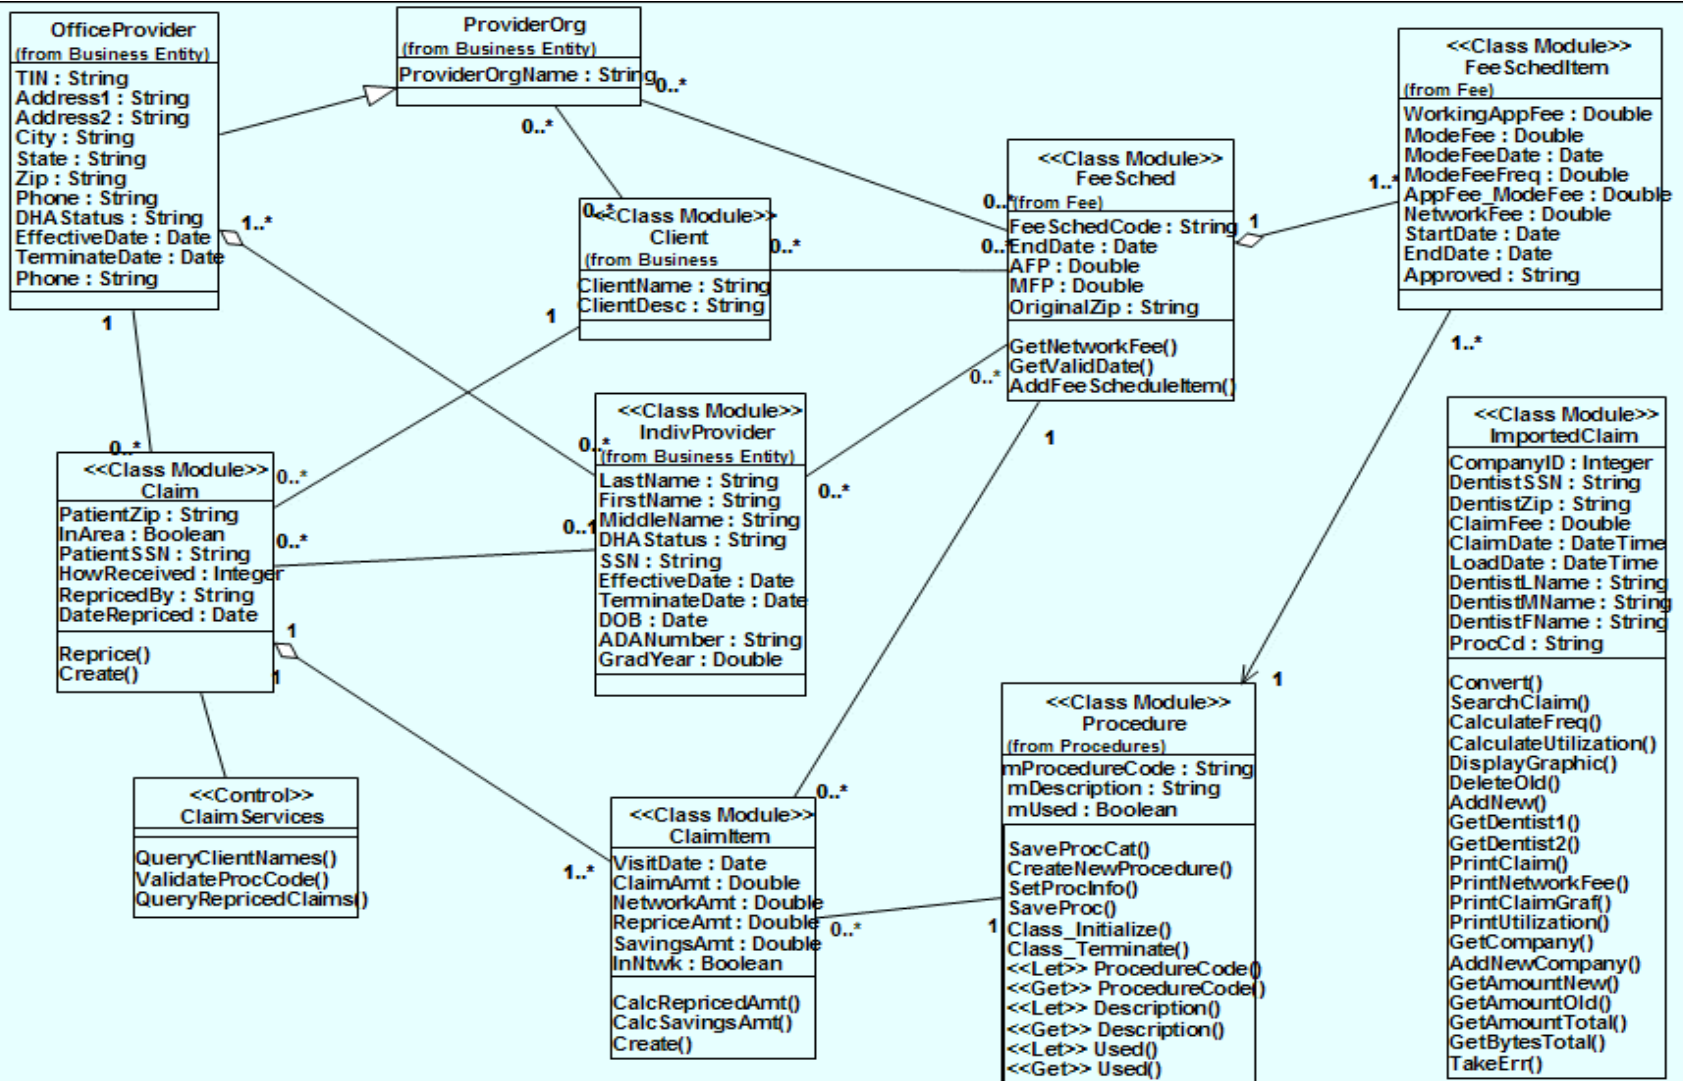 OfficeProvider
(from Business Entity)
TIN : String
Address1 : String
Address2 : String
City : String
State : String
Zip : String
Phone : String
DHAStatus : String
EffectiveDate : Date
TerminateDate : Date
Phone : String
ProviderOrg
(from Business Entity)
ProviderOrgName : String
0..*
0..*
<<Class Module>>
FeeSchedItem
(from Fee)
WorkingAppFee : Double
ModeFee : Double
ModeFeeDate : Date
ModeFeeFreq : Double
AppFee_ModeFee : Double
NetworkFee : Double
StartDate : Date
EndDate : Date
Approved : String
1..*
1
<<Class Module>>
FeeSched
(from Fee)
FeeSchedCode : String
EndDate : Date
AFP : Double
MFP : Double
OriginalZip : String
GetNetworkFee()
GetValidDate()
AddFeeScheduleItem()
0..*
0..*
0..*
1
0..*
<<Class Module>>
Client
(from Business
ClientName : String
ClientDesc : String
0..*
1
1..*
1
0..*
<<Class Module>>
IndivProvider
(from Business Entity)
LastName : String
FirstName : String
MiddleName : String
DHAStatus : String
SSN : String
EffectiveDate : Date
TerminateDate : Date
DOB : Date
ADANumber : String
GradYear : Double
0..*
0..1
0..*
<<Class Module>>
Claim
PatientZip : String
InArea : Boolean
PatientSSN : String
HowReceived : Integer
RepricedBy : String
DateRepriced : Date
Reprice()
Create()
0..*
0..*
1
1
<<Control>>
ClaimServices
QueryClientNames()
ValidateProcCode()
QueryRepricedClaims()
1..*
0..*
<<Class Module>>
ClaimItem
VisitDate : Date
ClaimAmt : Double
NetworkAmt : Double
RepriceAmt : Double
SavingsAmt : Double
InNtwk : Boolean
CalcRepricedAmt()
CalcSavingsAmt()
Create()
0..*
1
1..*
1
<<Class Module>>
Procedure
(from Procedures)
mProcedureCode : String
mDescription : String
mUsed : Boolean
SaveProcCat()
CreateNewProcedure()
SetProcInfo()
SaveProc()
Class_Initialize()
Class_Terminate()
<<Let>> ProcedureCode()
<<Get>> ProcedureCode()
<<Let>> Description()
<<Get>> Description()
<<Let>> Used()
<<Get>> Used()
<<Class Module>>
ImportedClaim
CompanyID : Integer
DentistSSN : String
DentistZip : String
ClaimFee : Double
ClaimDate : DateTime
LoadDate : DateTime
DentistLName : String
DentistMName : String
DentistFName : String
ProcCd : String
Convert()
SearchClaim()
CalculateFreq()
CalculateUtilization()
DisplayGraphic()
DeleteOld()
AddNew()
GetDentist1()
GetDentist2()
PrintClaim()
PrintNetworkFee()
PrintClaimGraf()
PrintUtilization()
GetCompany()
AddNewCompany()
GetAmountNew()
GetAmountOld()
GetAmountTotal()
GetBytesTotal()
TakeErr()